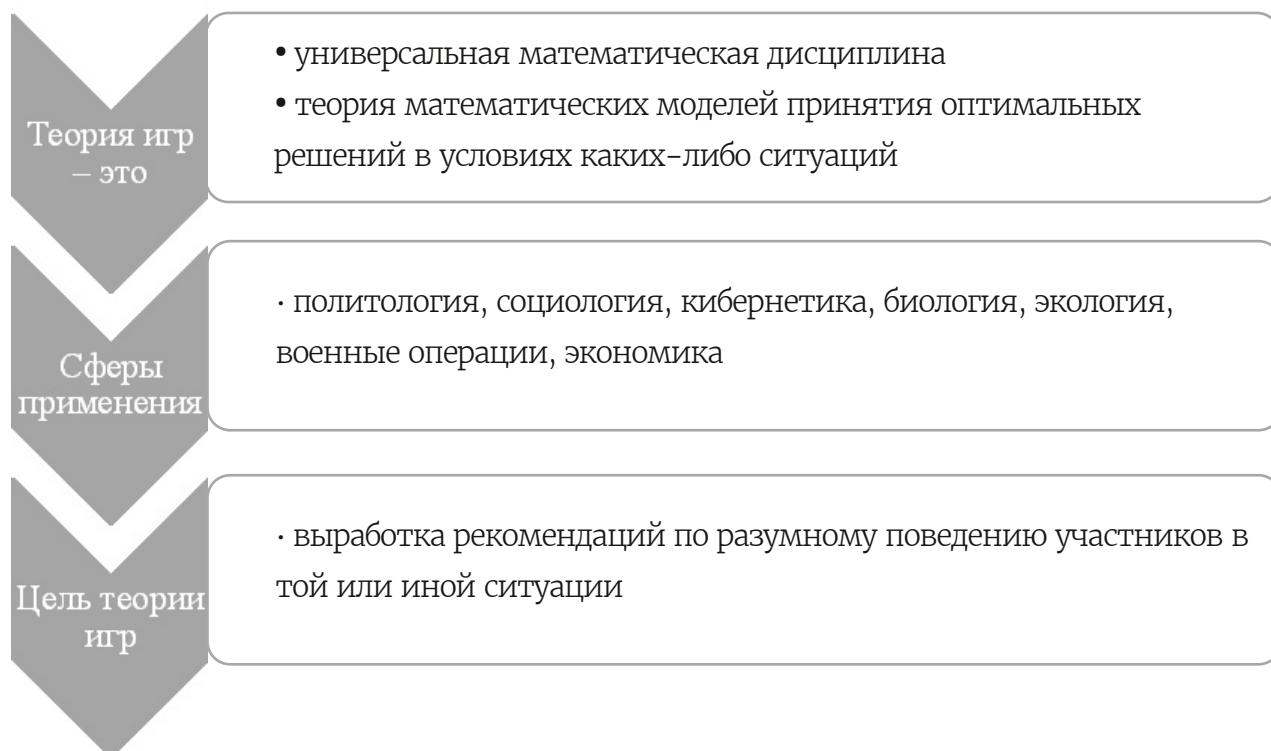 Теория игр
– это
• универсальная математическая дисциплина
• теория математических моделей принятия оптимальных
решений в условиях каких-либо ситуаций
Сферы
применения
· политология, социология, кибернетика, биология, экология,
военные операции, экономика
Цель теории
игр
· выработка рекомендаций по разумному поведению участников в
той или иной ситуации